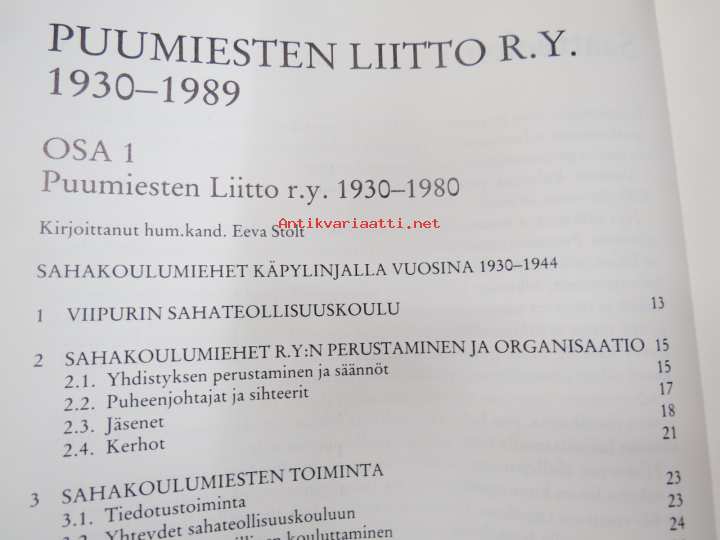 PUUMIESTEN LIITTO R.Y.
1930–1989
OSA 1
Puumiesten Liitto r.y. 1930–1980
Antikvariaatti.net
Kirjoittanut hum.kand. Eeva Stolt
SAHAKOULUMIEHET KÄPYLINJALLA VUOSINA 1930–1944
1 VIIPURIN SAHATEOLLISUUSKOULU 13
2 SAHAKOULUMIEHET R.Y:N PERUSTAMINEN JA ORGANISAATIO 15
2.1. Yhdistyksen perustaminen ja säännöt 15
2.2. Puheenjohtajat ja sihteerit 17
2.3. Jäsenet 18
2.4. Kerhot 21
3 SAHAKOULUMIESTEN TOIMINTA 23
3.1. Tiedotustoiminta 23
3.2. Yhteydet sahateollisuuskouluun 24
kouluttaminen